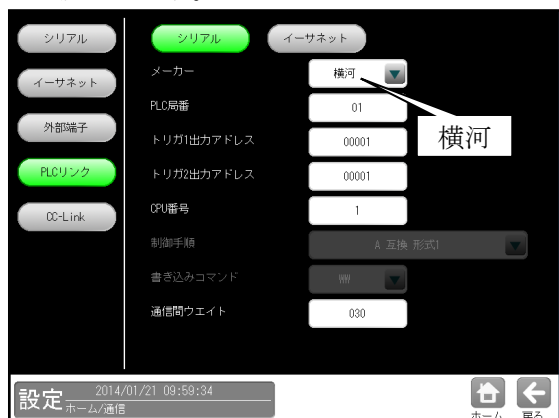 シリアル
イーサネット
外部端子
PLCリンク
CC-Link
シリアル
イーサネット
メーカー
横河
PLC局番
01
トリガ1出力アドレス
00001
横河
トリガ2出力アドレス
00001
CPU番号
1
制御手順
A 互換 形式1
書き込みコマンド
WW
通信間ウエイト
030
設定
2014/01/21 09:59:34
ホーム/通信
ホーム
戻る